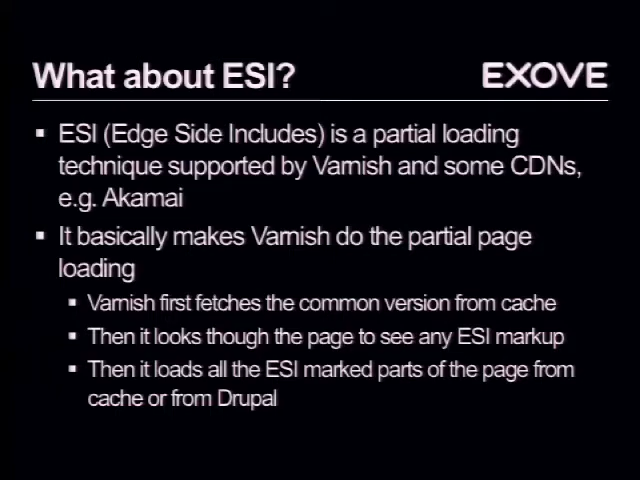 What about ESI?
EXOVE
▪ ESI (Edge Side Includes) is a partial loading
technique supported by Varnish and some CDNs,
e.g. Akamai
▪ It basically makes Varnish do the partial page
loading
▪ Varnish first fetches the common version from cache
▪ Then it looks though the page to see any ESI markup
▪ Then it loads all the ESI marked parts of the page from
cache or from Drupal